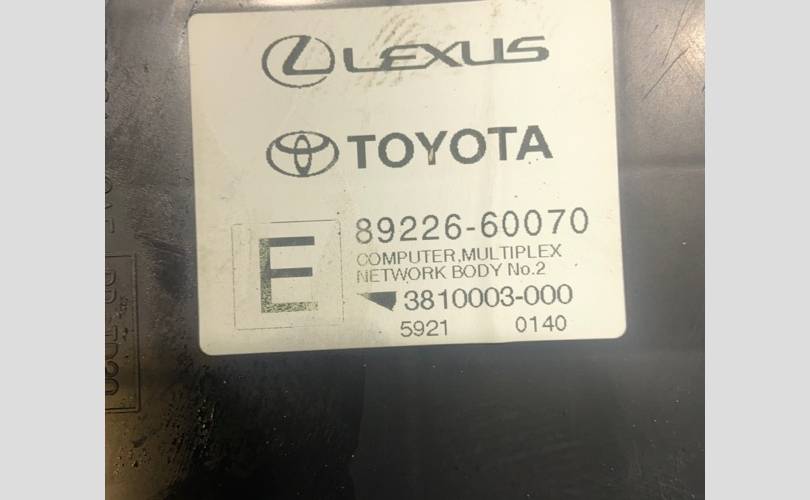 LEXUS
TOYOTA
E
89226-60070
COMPUTER,MULTIPLEX
NETWORK BODY No.2
3810003-000
5921 0140